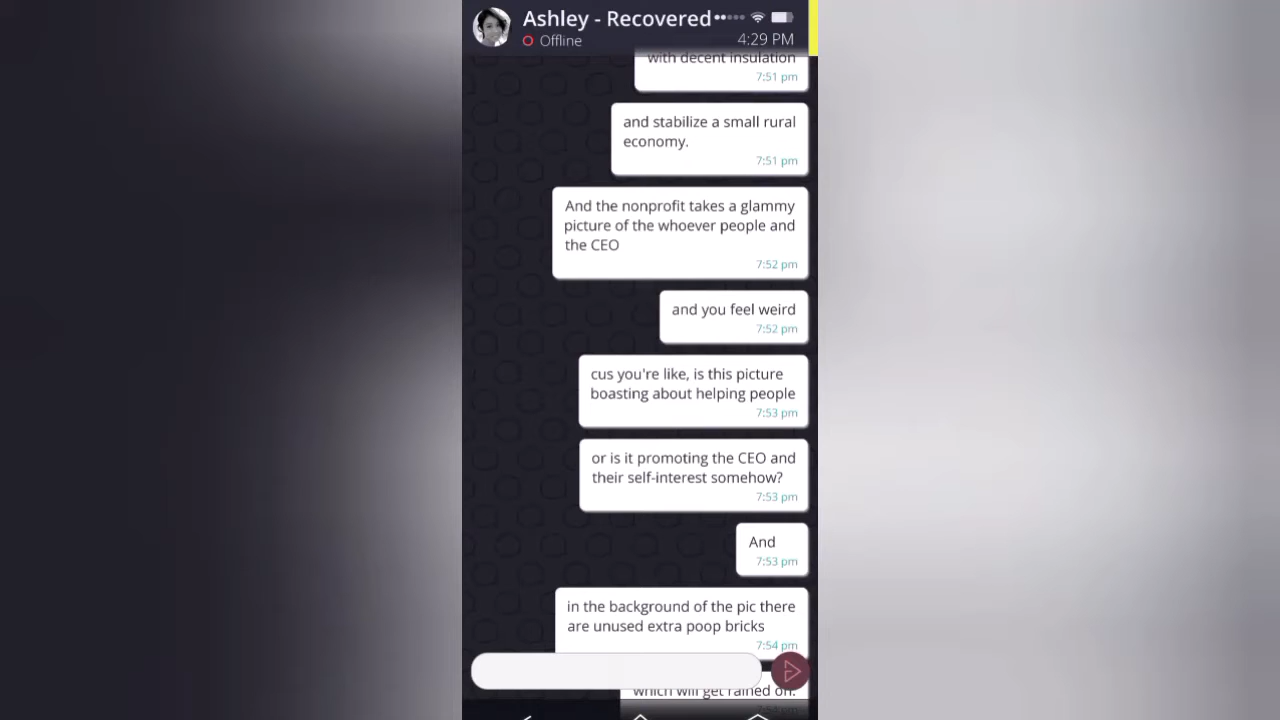 Ashley - Recovered
Offline
4:29 PM
with decent insulation
7:51 pm
and stabilize a small rural
economy.
7:51 pm
And the nonprofit takes a glammy
picture of the whoever people and
the CEO
7:52 pm
and you feel weird
7:52 pm
cus you're like, is this picture
boasting about helping people
7:53 pm
or is it promoting the CEO and
their self-interest somehow?
7:53 pm
And
7:53 pm
in the background of the pic there
are unused extra poop bricks
7:54 pm
which will get rained on.
7:54 pm